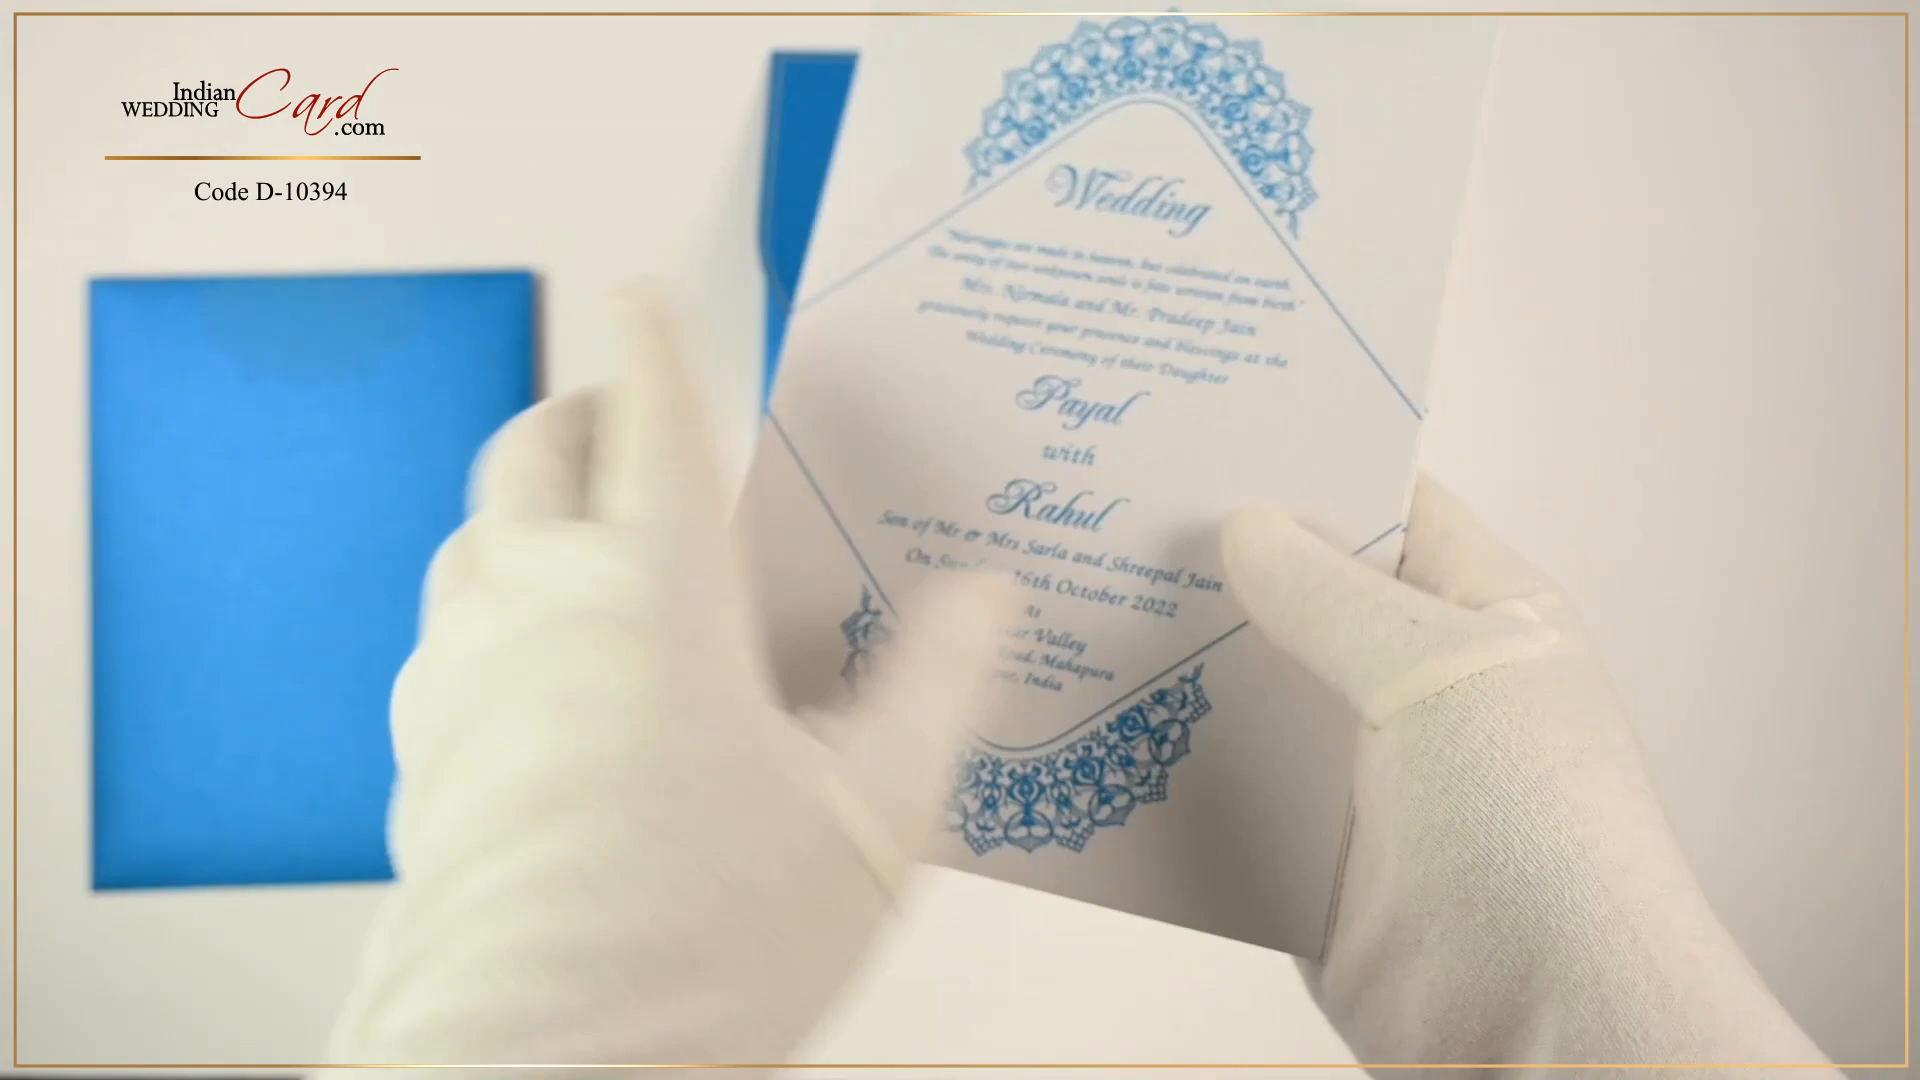 Indian
WEDDING Card
.com
Code D-10394
Wedding
"Marriages are made in heaven, but celebrated on earth.
The unity of two unknown souls is fate written from birth"
Mrs. Nirmala and Mr. Pradeep Jain
graciously request your presence and blessings at the
Wedding Ceremony of their Daughter
Payal
with
Rahul
Son of Mr & Mrs Sarla and Shreepal Jain
On 16th October 2022
At
Valley
Mahapura
India